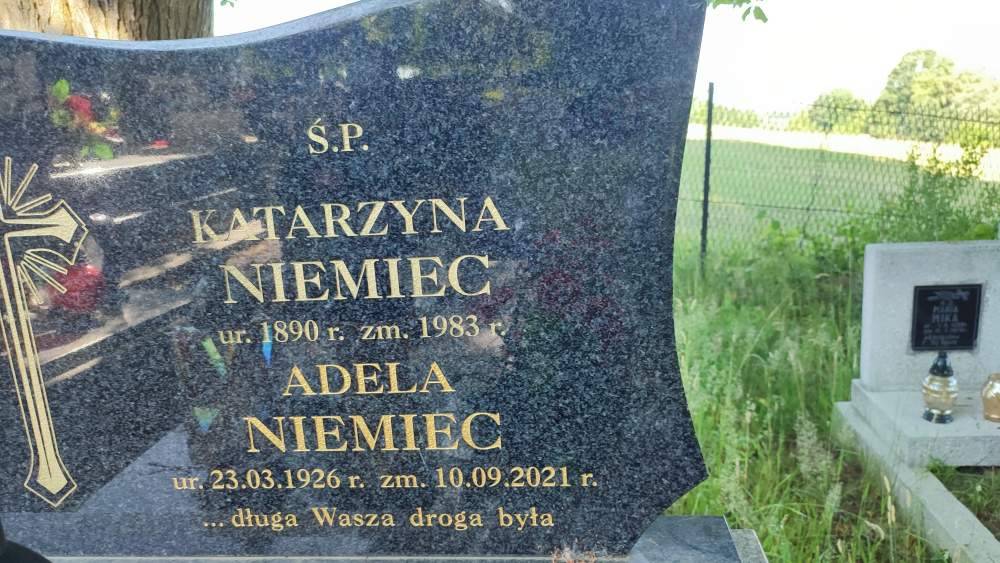 Ś.P.
KATARZYNA
NIEMIEC
ur. 1890 r. zm. 1983 r.
ADELA
NIEMIEC
ur. 23.03.1926 r. zm. 10.09.2021 r.
... długa Wasza droga była